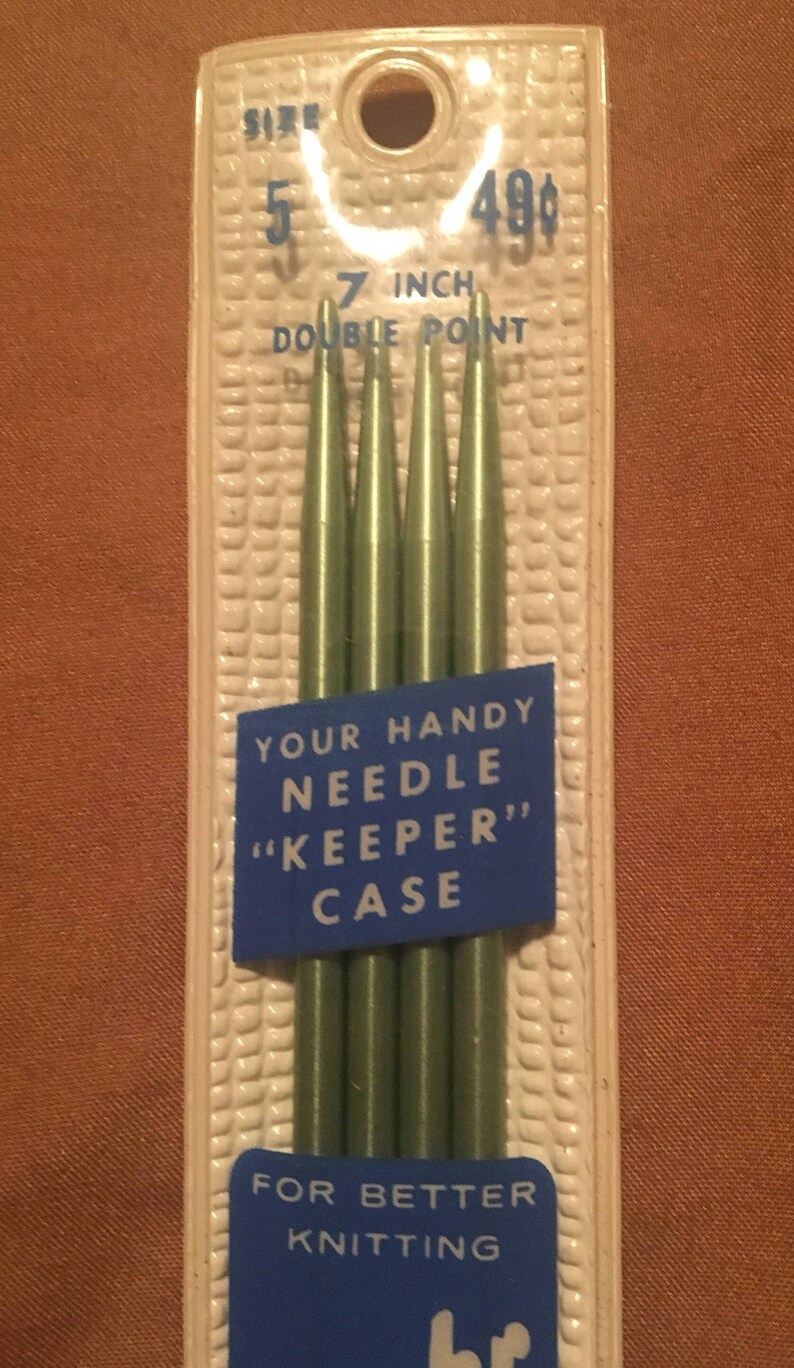 SIZE
5 49¢
7 INCH
DOUBLE POINT
YOUR HANDY
NEEDLE
“KEEPER”
CASE
FOR BETTER
KNITTING